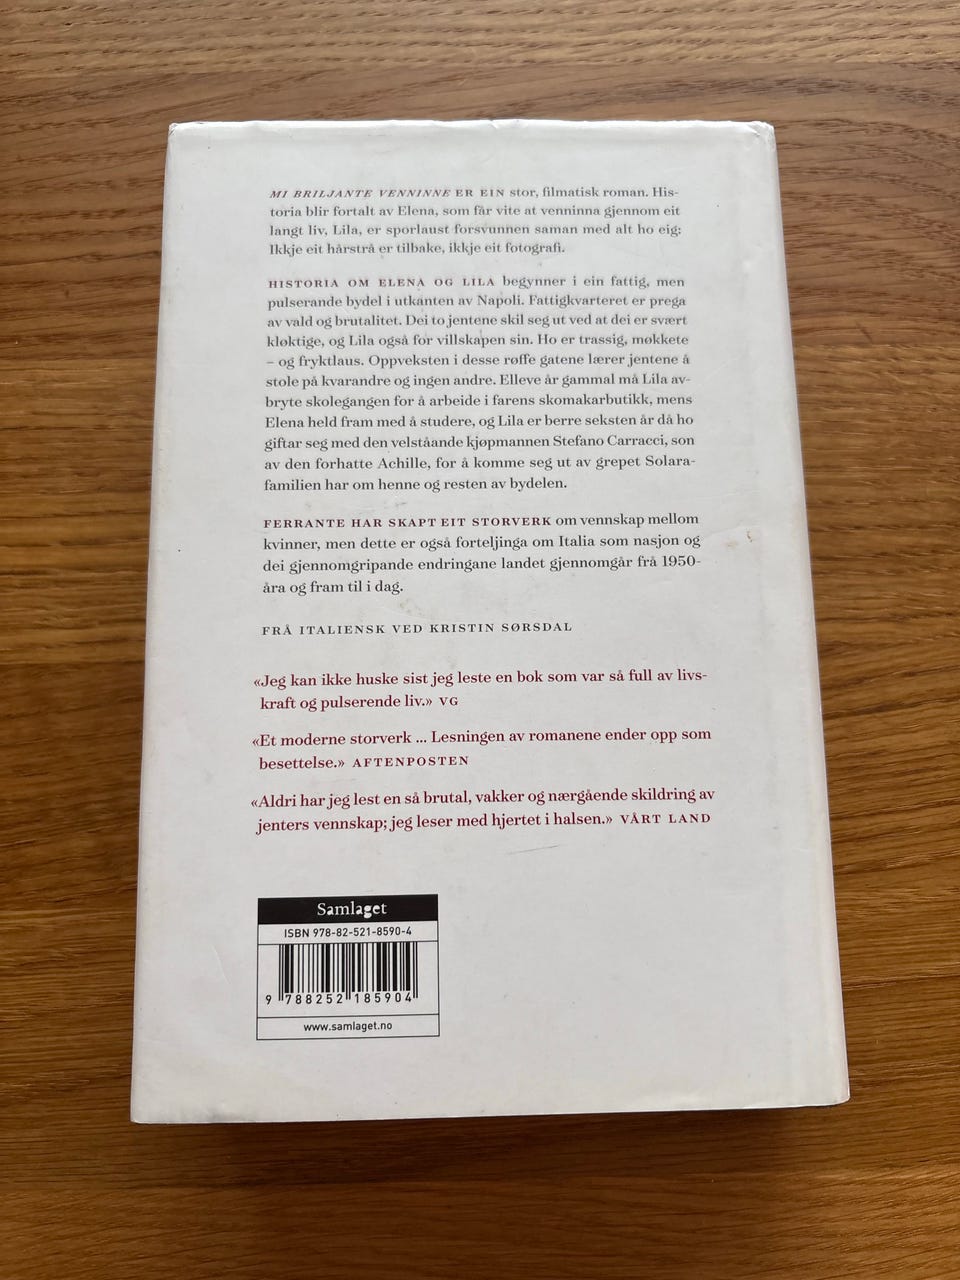 MI BRILJANTE VENNINNE ER EIN stor, filmatisk roman. His-
toria blir fortalt av Elena, som får vite at venninna gjennom eit
langt liv, Lila, er sporlaust forsvunnen saman med alt ho eig:
Ikkje eit hårstrå er tilbake, ikkje eit fotografi.
HISTORIA OM ELENA OG LILA begynner i ein fattig, men
pulserande bydel i utkanten av Napoli. Fattigkvarteret er prega
av vald og brutalitet. Dei to jentene skil seg ut ved at dei er svært
kløktige, og Lila også for villskapen sin. Ho er trassig, møkkete
– og fryktlaus. Oppveksten i desse røffe gatene lærer jentene å
stole på kvarandre og ingen andre. Elleve år gammal må Lila av-
bryte skolegangen for å arbeide i farens skomakarbutikk, mens
Elena held fram med å studere, og Lila er berre seksten år då ho
giftar seg med den velståande kjøpmannen Stefano Carracci, son
av den forhatte Achille, for å komme seg ut av grepet Solara-
familien har om henne og resten av bydelen.
FERRANTE HAR SKAPT EIT STORVERK om vennskap mellom
kvinner, men dette er også forteljinga om Italia som nasjon og
dei gjennomgripande endringane landet gjennomgår frå 1950-
åra og fram til i dag.
FRÅ ITALIENSK VED KRISTIN SØRSDAL
«Jeg kan ikke huske sist jeg leste en bok som var så full av livs-
kraft og pulserende liv.» VG
«Et moderne storverk ... Lesningen av romanene ender opp som
besettelse.» AFTENPOSTEN
«Aldri har jeg lest en så brutal, vakker og nærgående skildring av
jenters vennskap; jeg leser med hjertet i halsen.» VÅRT LAND
Samlaget
ISBN 978-82-521-8590-4
9 788252 185904
www.samlaget.no